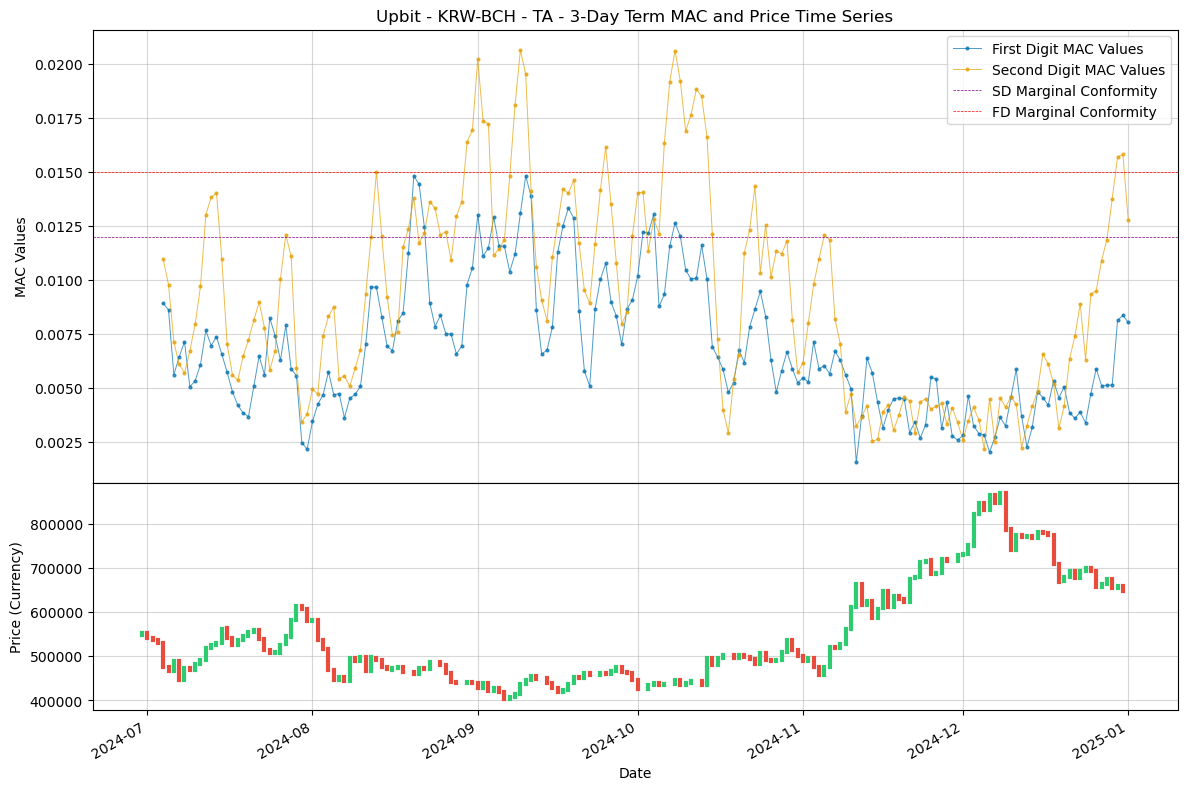 Upbit - KRW-BCH - TA - 3-Day Term MAC and Price Time Series
First Digit MAC Values
Second Digit MAC Values
SD Marginal Conformity
FD Marginal Conformity
MAC Values
0.0200
0.0175
0.0150
0.0125
0.0100
0.0075
0.0050
0.0025
Price (Currency)
800000
700000
600000
500000
400000
2024-07
2024-08
2024-09
2024-10
2024-11
2024-12
2025-01
Date